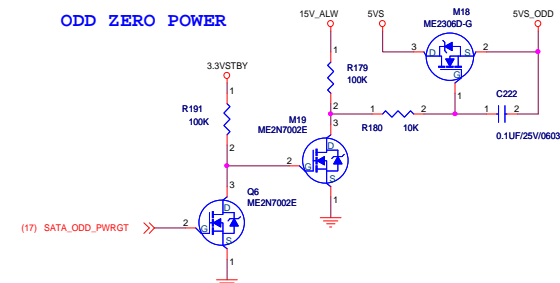 ODD ZERO POWER
15V_ALW
5VS
M18
ME2306D-G
5VS_ODD
3
D
S
2
G
1
3.3VSTBY
1
R179
100K
2
1
R191
100K
2
M19
ME2N7002E
3
1
2
R180
10K
C222
1
2
0.1UF/25V/0603
D
2
G
S
1
3
Q6
ME2N7002E
D
(17) SATA_ODD_PWRGT
2
G
S
1